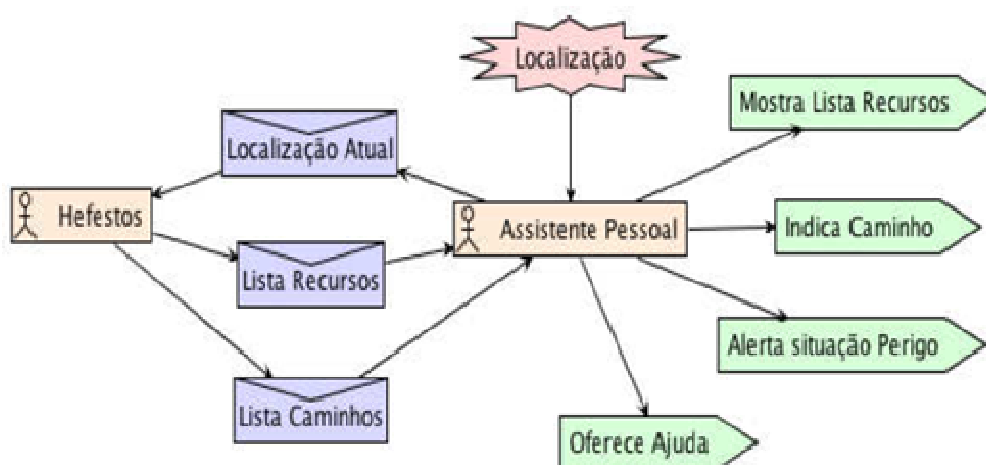 Localização
Mostra Lista Recursos
Localização Atual
Hefestos
Assistente Pessoal
Indica Caminho
Lista Recursos
Alerta situação Perigo
Lista Caminhos
Oferece Ajuda